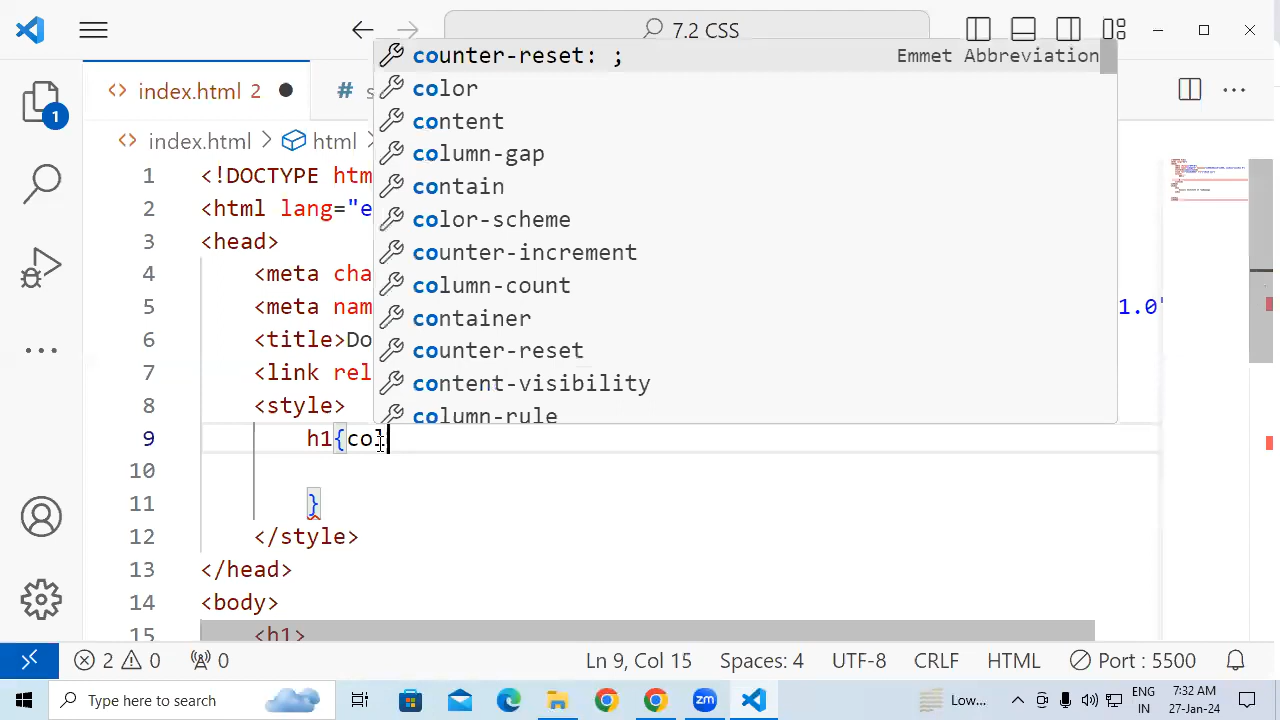 7.2 CSS
index.html 2
# s
index.html > html >
counter-reset: ; Emmet Abbreviation
color
content
column-gap
contain
color-scheme
counter-increment
column-count
container
counter-reset
content-visibility
column-rule
1 <!DOCTYPE htm
2 <html lang="e
3 <head>
4 <meta cha
5 <meta nam 1.0"
6 <title>Do
7 <link rel
8 <style>
9 h1{col
10
11 }
12 </style>
13 </head>
14 <body>
15 <h1>
1
2 0 0 Ln 9, Col 15 Spaces: 4 UTF-8 CRLF HTML Port : 5500
Type here to search
zm
Low...
ENG
IN
7:32 AM
27-Jan-24